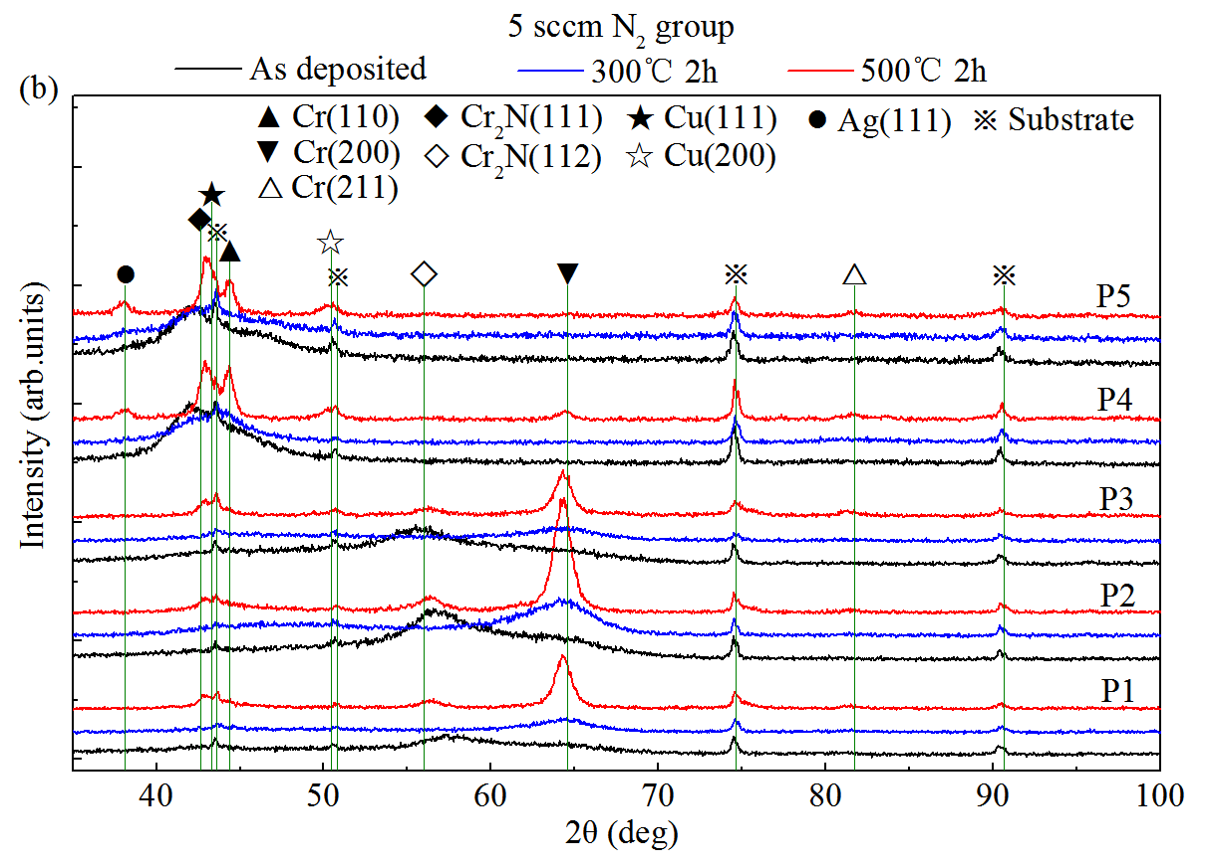 5 sccm N₂ group
As deposited 300℃ 2h 500℃ 2h
(b)
▲ Cr(110) ◆ Cr₂N(111) ★ Cu(111) ● Ag(111) ※ Substrate
▼ Cr(200) ◇ Cr₂N(112) ☆ Cu(200)
△ Cr(211)
P5
P4
P3
P2
P1
Intensity (arb.units)
40 50 60 70 80 90 100
2θ (deg)